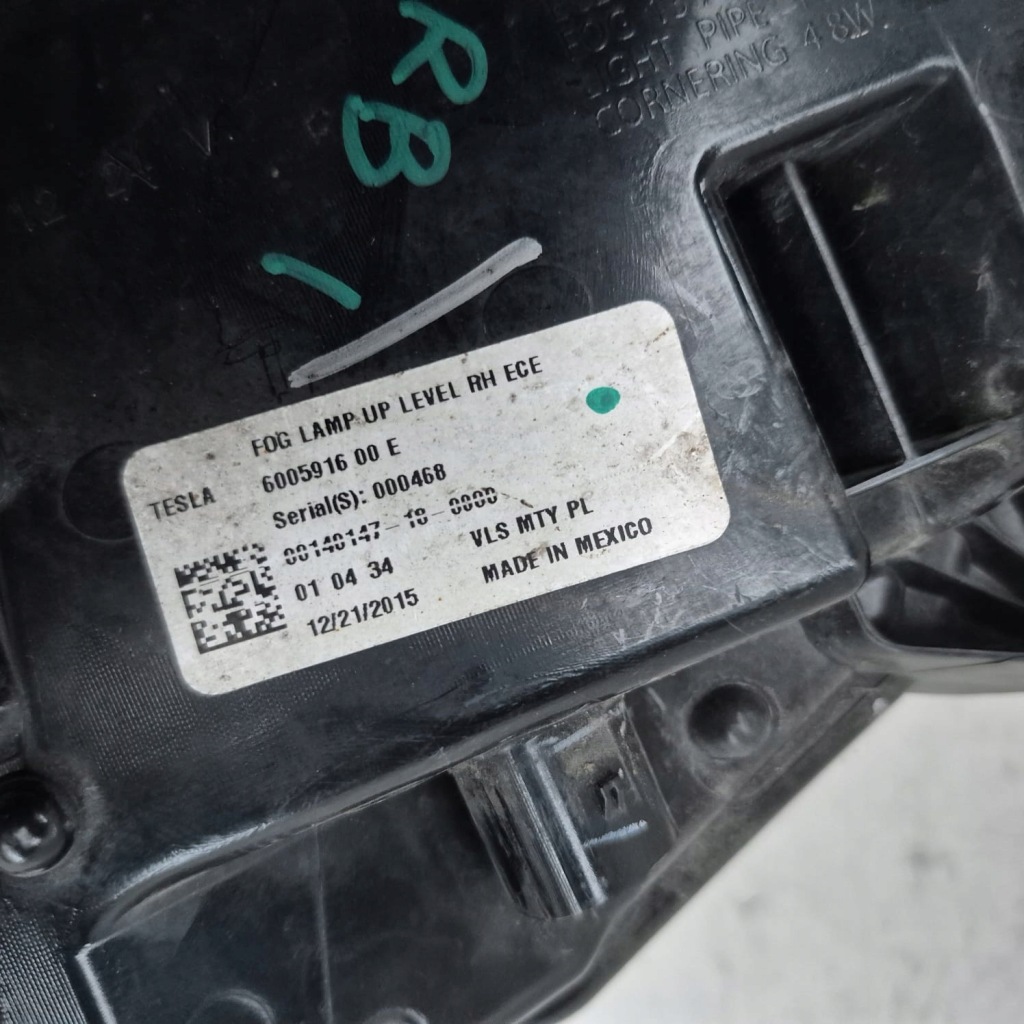 FOG
LIGHT PIPE
CORNERING 4.8W.
RB
FOG LAMP UP LEVEL RH ECE
TESLA
6005916 00 E
Serial(S): 000468
VLS MTY PL
01 04 34
MADE IN MEXICO
12/21/2015